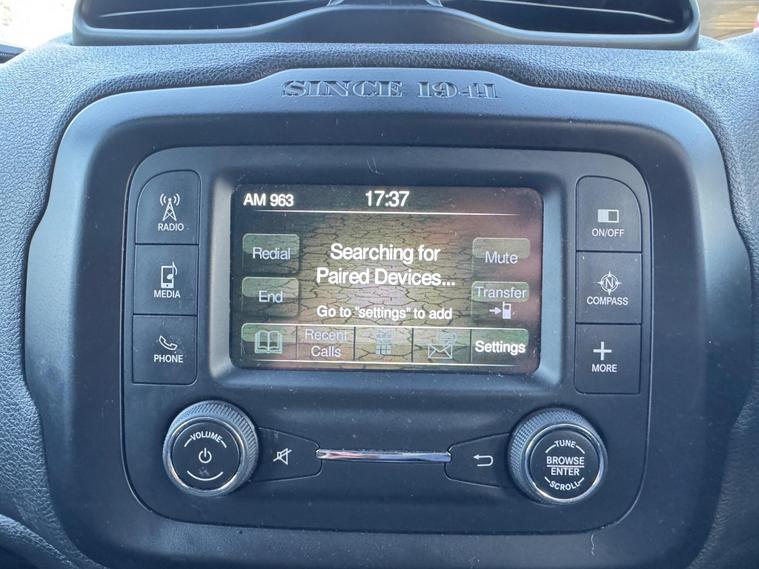 SINCE 1941
AM 963
17:37
RADIO
MEDIA
PHONE
Redial
End
Searching for
Paired Devices...
Go to "settings" to add
Mute
Transfer
Recent
Calls
Settings
ON/OFF
COMPASS
MORE
VOLUME
TUNE
BROWSE
ENTER
SCROLL